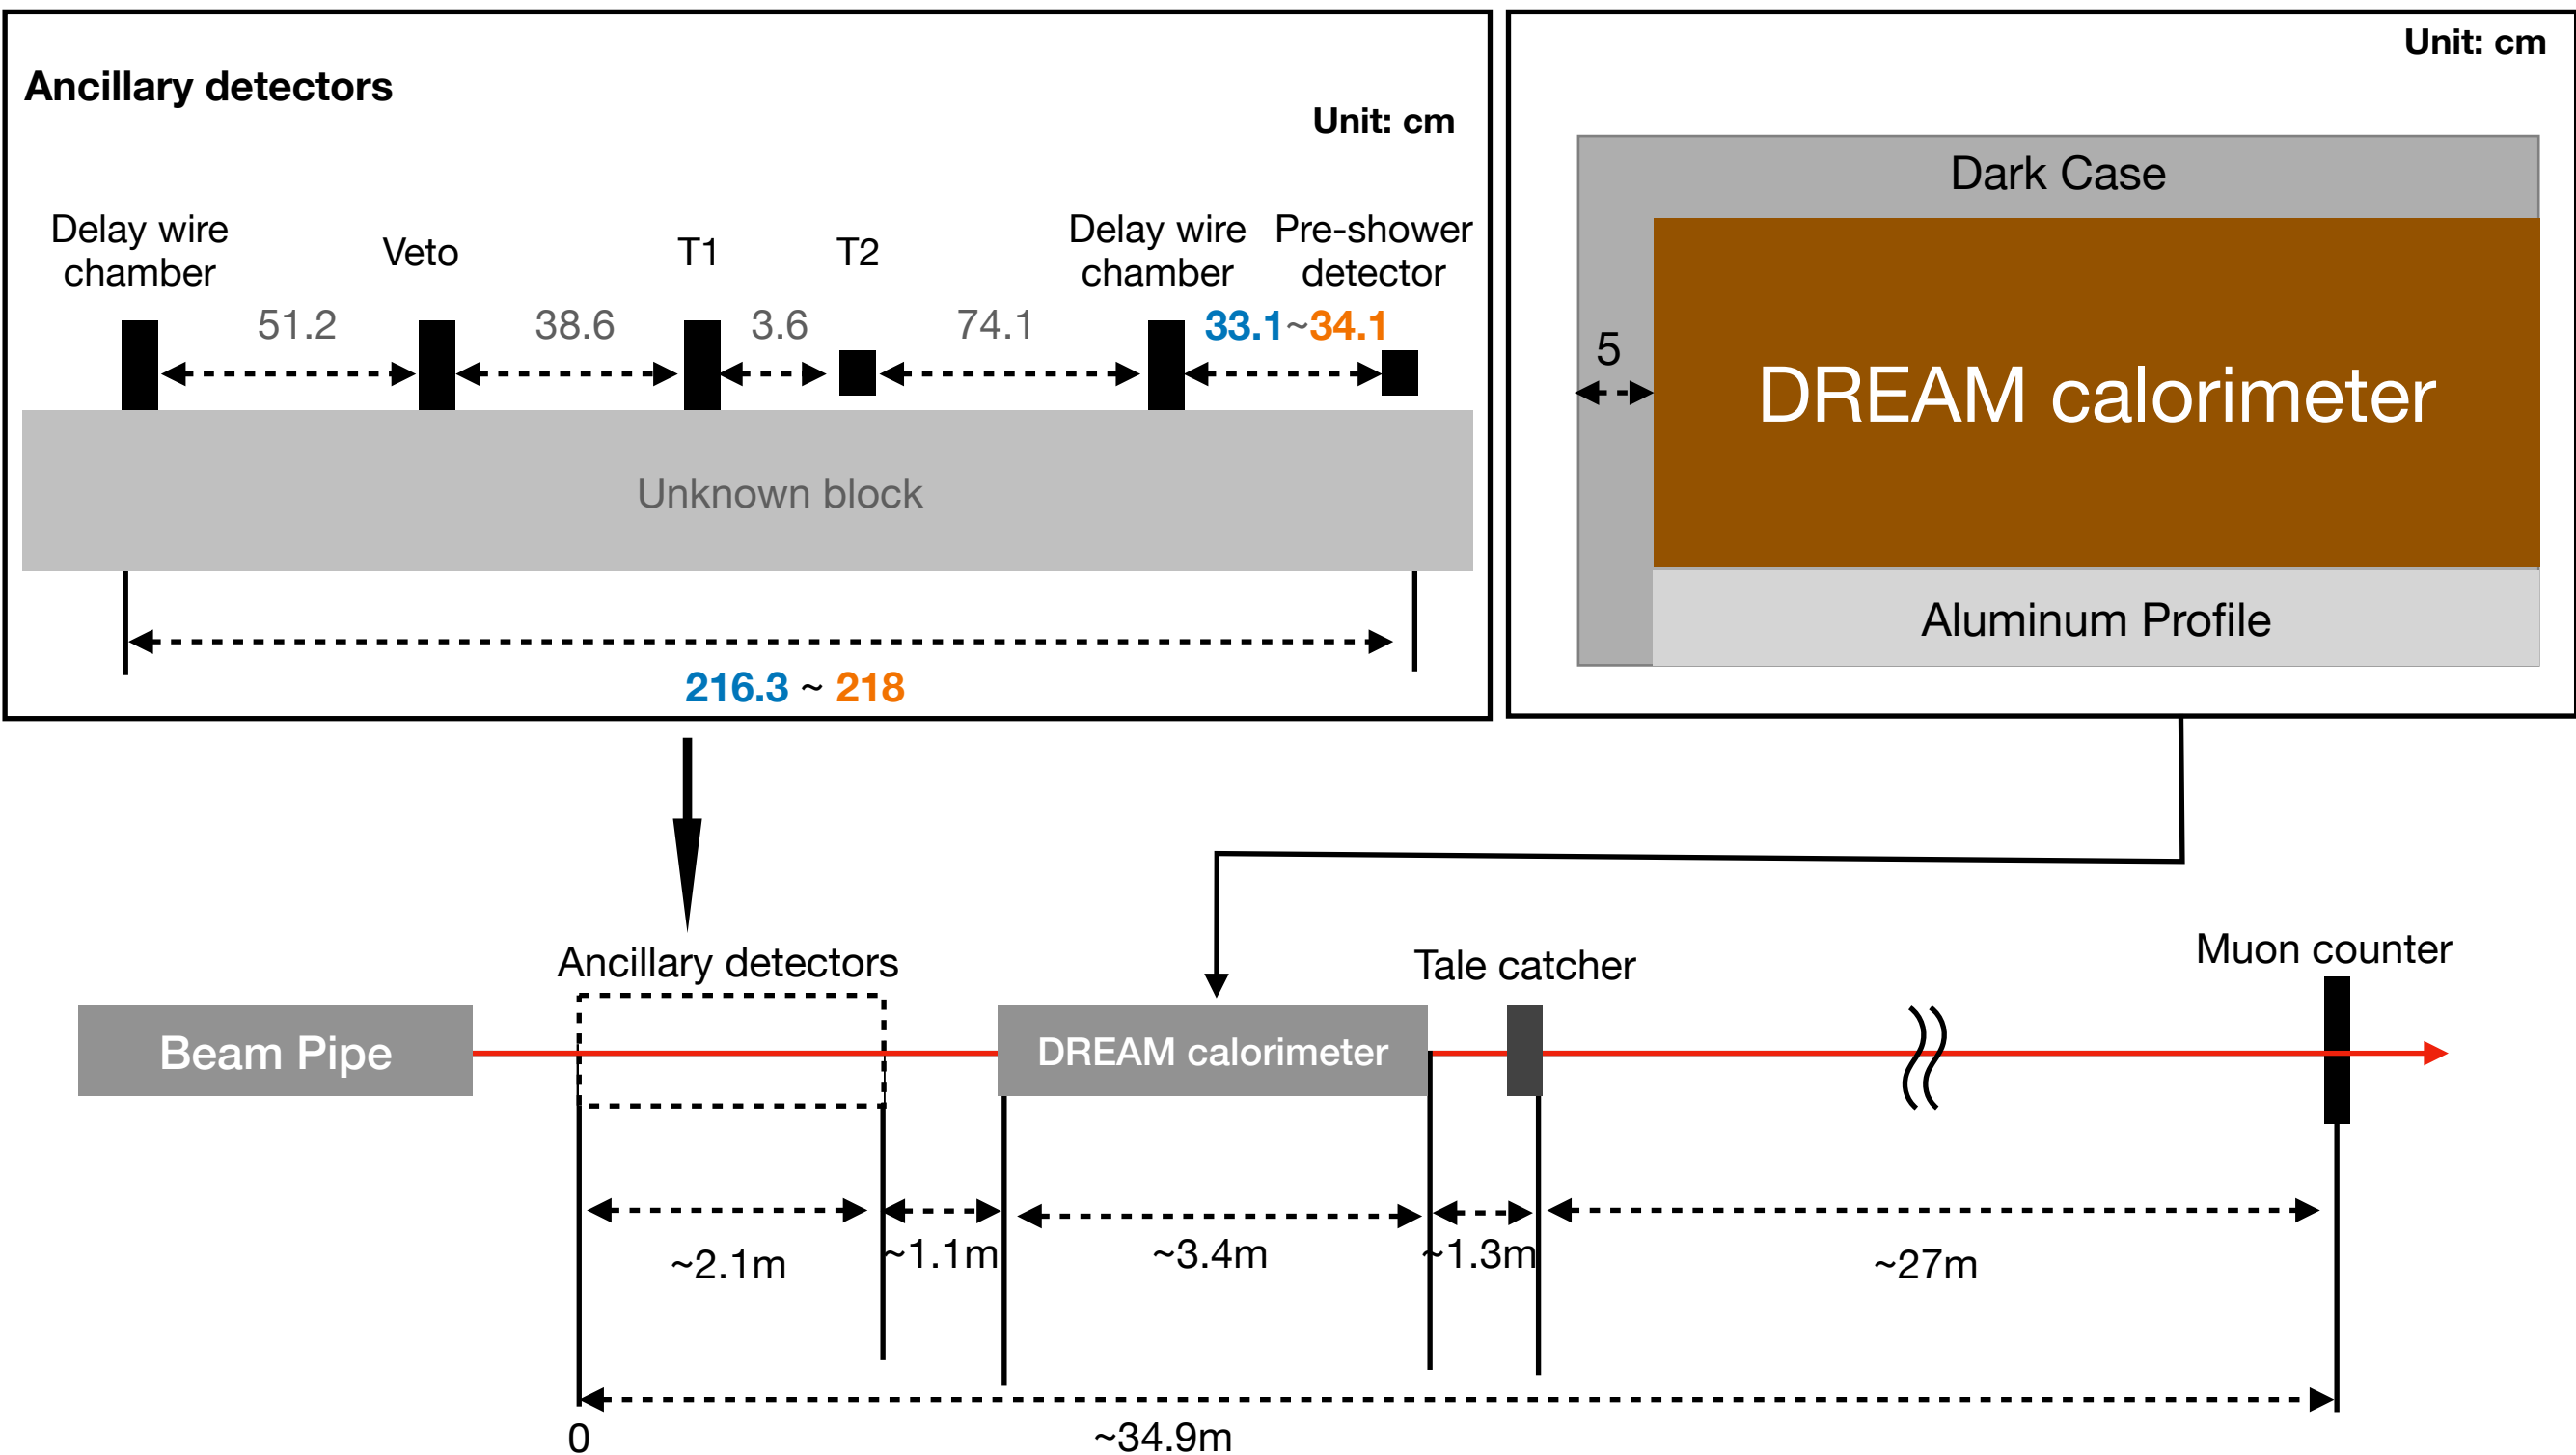 Ancillary detectors
Unit: cm
Delay wire
chamber
Veto
T1
T2
Delay wire
chamber
Pre-shower
detector
51.2
38.6
3.6
74.1
33.1~34.1
Unknown block
216.3 ~ 218
Unit: cm
Dark Case
5
DREAM calorimeter
Aluminum Profile
Ancillary detectors
Tale catcher
Muon counter
Beam Pipe
DREAM calorimeter
~2.1m
~1.1m
~3.4m
~1.3m
~27m
0
~34.9m